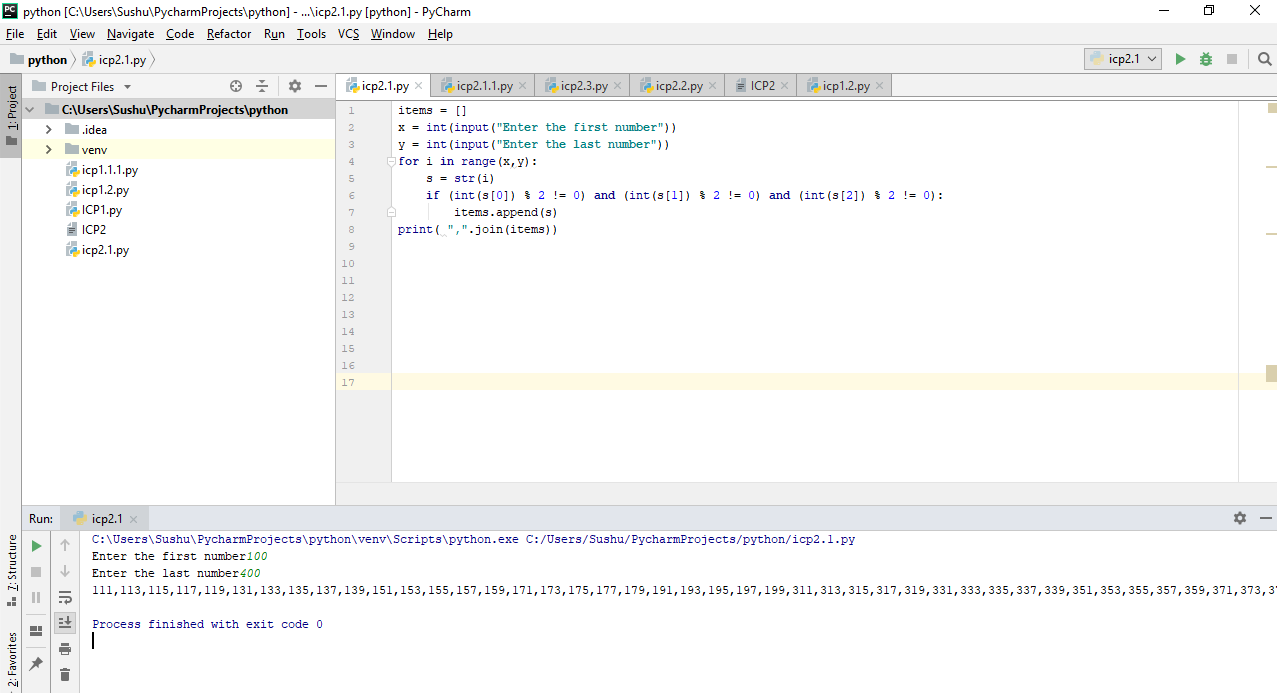 python [C:\Users\Sushu\PycharmProjects\python] - ...\icp2.1.py [python] - PyCharm
File Edit View Navigate Code Refactor Run Tools VCS Window Help
python icp2.1.py icp2.1
1: Project
Project Files
icp2.1.py icp2.1.1.py icp2.3.py icp2.2.py ICP2 icp1.2.py
C:\Users\Sushu\PycharmProjects\python
.idea
venv
icp1.1.1.py
icp1.2.py
ICP1.py
ICP2
icp2.1.py
1 items = []
2 x = int(input("Enter the first number"))
3 y = int(input("Enter the last number"))
4 for i in range(x,y):
5 s = str(i)
6 if (int(s[0]) % 2 != 0) and (int(s[1]) % 2 != 0) and (int(s[2]) % 2 != 0):
7 items.append(s)
8 print( ",".join(items))
9
10
11
12
13
14
15
16
17
Run: icp2.1
7: Structure
2: Favorites
C:\Users\Sushu\PycharmProjects\python\venv\Scripts\python.exe C:/Users/Sushu/PycharmProjects/python/icp2.1.py
Enter the first number100
Enter the last number400
111,113,115,117,119,131,133,135,137,139,151,153,155,157,159,171,173,175,177,179,191,193,195,197,199,311,313,315,317,319,331,333,335,337,339,351,353,355,357,359,371,373,37
Process finished with exit code 0